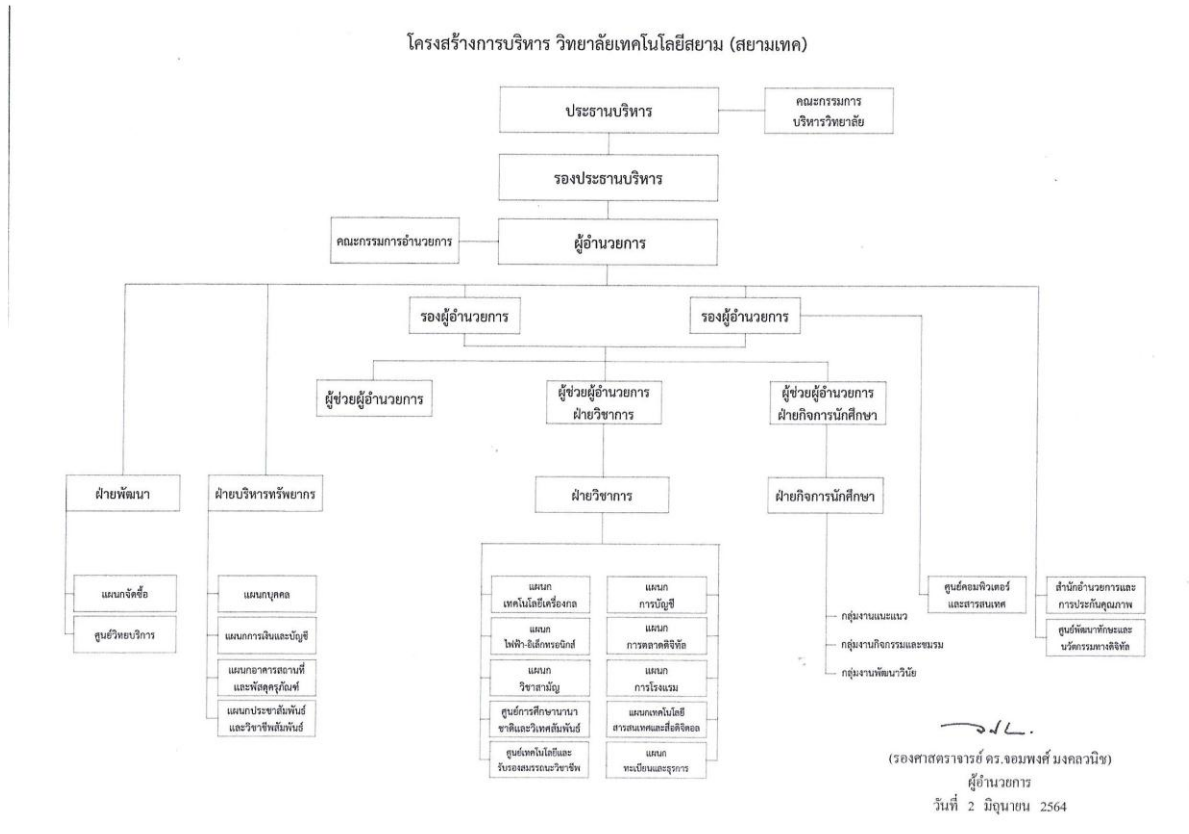 โครงสร้างการบริหาร วิทยาลัยเทคโนโลยีสยาม (สยามเทค)
ประธานบริหาร
คณะกรรมการ
บริหารวิทยาลัย
รองประธานบริหาร
คณะกรรมการอำนวยการ
ผู้อำนวยการ
รองผู้อำนวยการ
รองผู้อำนวยการ
ผู้ช่วยผู้อำนวยการ
ผู้ช่วยผู้อำนวยการ
ฝ่ายวิชาการ
ผู้ช่วยผู้อำนวยการ
ฝ่ายกิจการนักศึกษา
ฝ่ายพัฒนา
ฝ่ายบริหารทรัพยากร
ฝ่ายวิชาการ
ฝ่ายกิจการนักศึกษา
แผนกจัดซื้อ
ศูนย์วิทยบริการ
แผนกบุคคล
แผนกการเงินและบัญชี
แผนกอาคารสถานที่
และพัสดุครุภัณฑ์
แผนกประชาสัมพันธ์
และวิชาชีพสัมพันธ์
แผนก
เทคโนโลยีเครื่องกล
แผนก
ไฟฟ้า-อิเล็กทรอนิกส์
แผนก
วิชาสามัญ
ศูนย์การศึกษานานา
ชาติและวิเทศสัมพันธ์
ศูนย์เทคโนโลยีและ
รับรองสมรรถนะวิชาชีพ
แผนก
การบัญชี
แผนก
การตลาดดิจิทัล
แผนก
การโรงแรม
แผนกเทคโนโลยี
สารสนเทศและสื่อดิจิตอล
แผนก
ทะเบียนและธุรการ
กลุ่มงานแนะแนว
กลุ่มงานกิจกรรมและชมรม
กลุ่มงานพัฒนาวินัย
ศูนย์คอมพิวเตอร์
และสารสนเทศ
สำนักอำนวยการและ
การประกันคุณภาพ
ศูนย์พัฒนาทักษะและ
นวัตกรรมทางดิจิทัล
(รองศาสตราจารย์ ดร.จอมพงศ์ มงคลวนิช)
ผู้อำนวยการ
วันที่ 2 มิถุนายน 2564